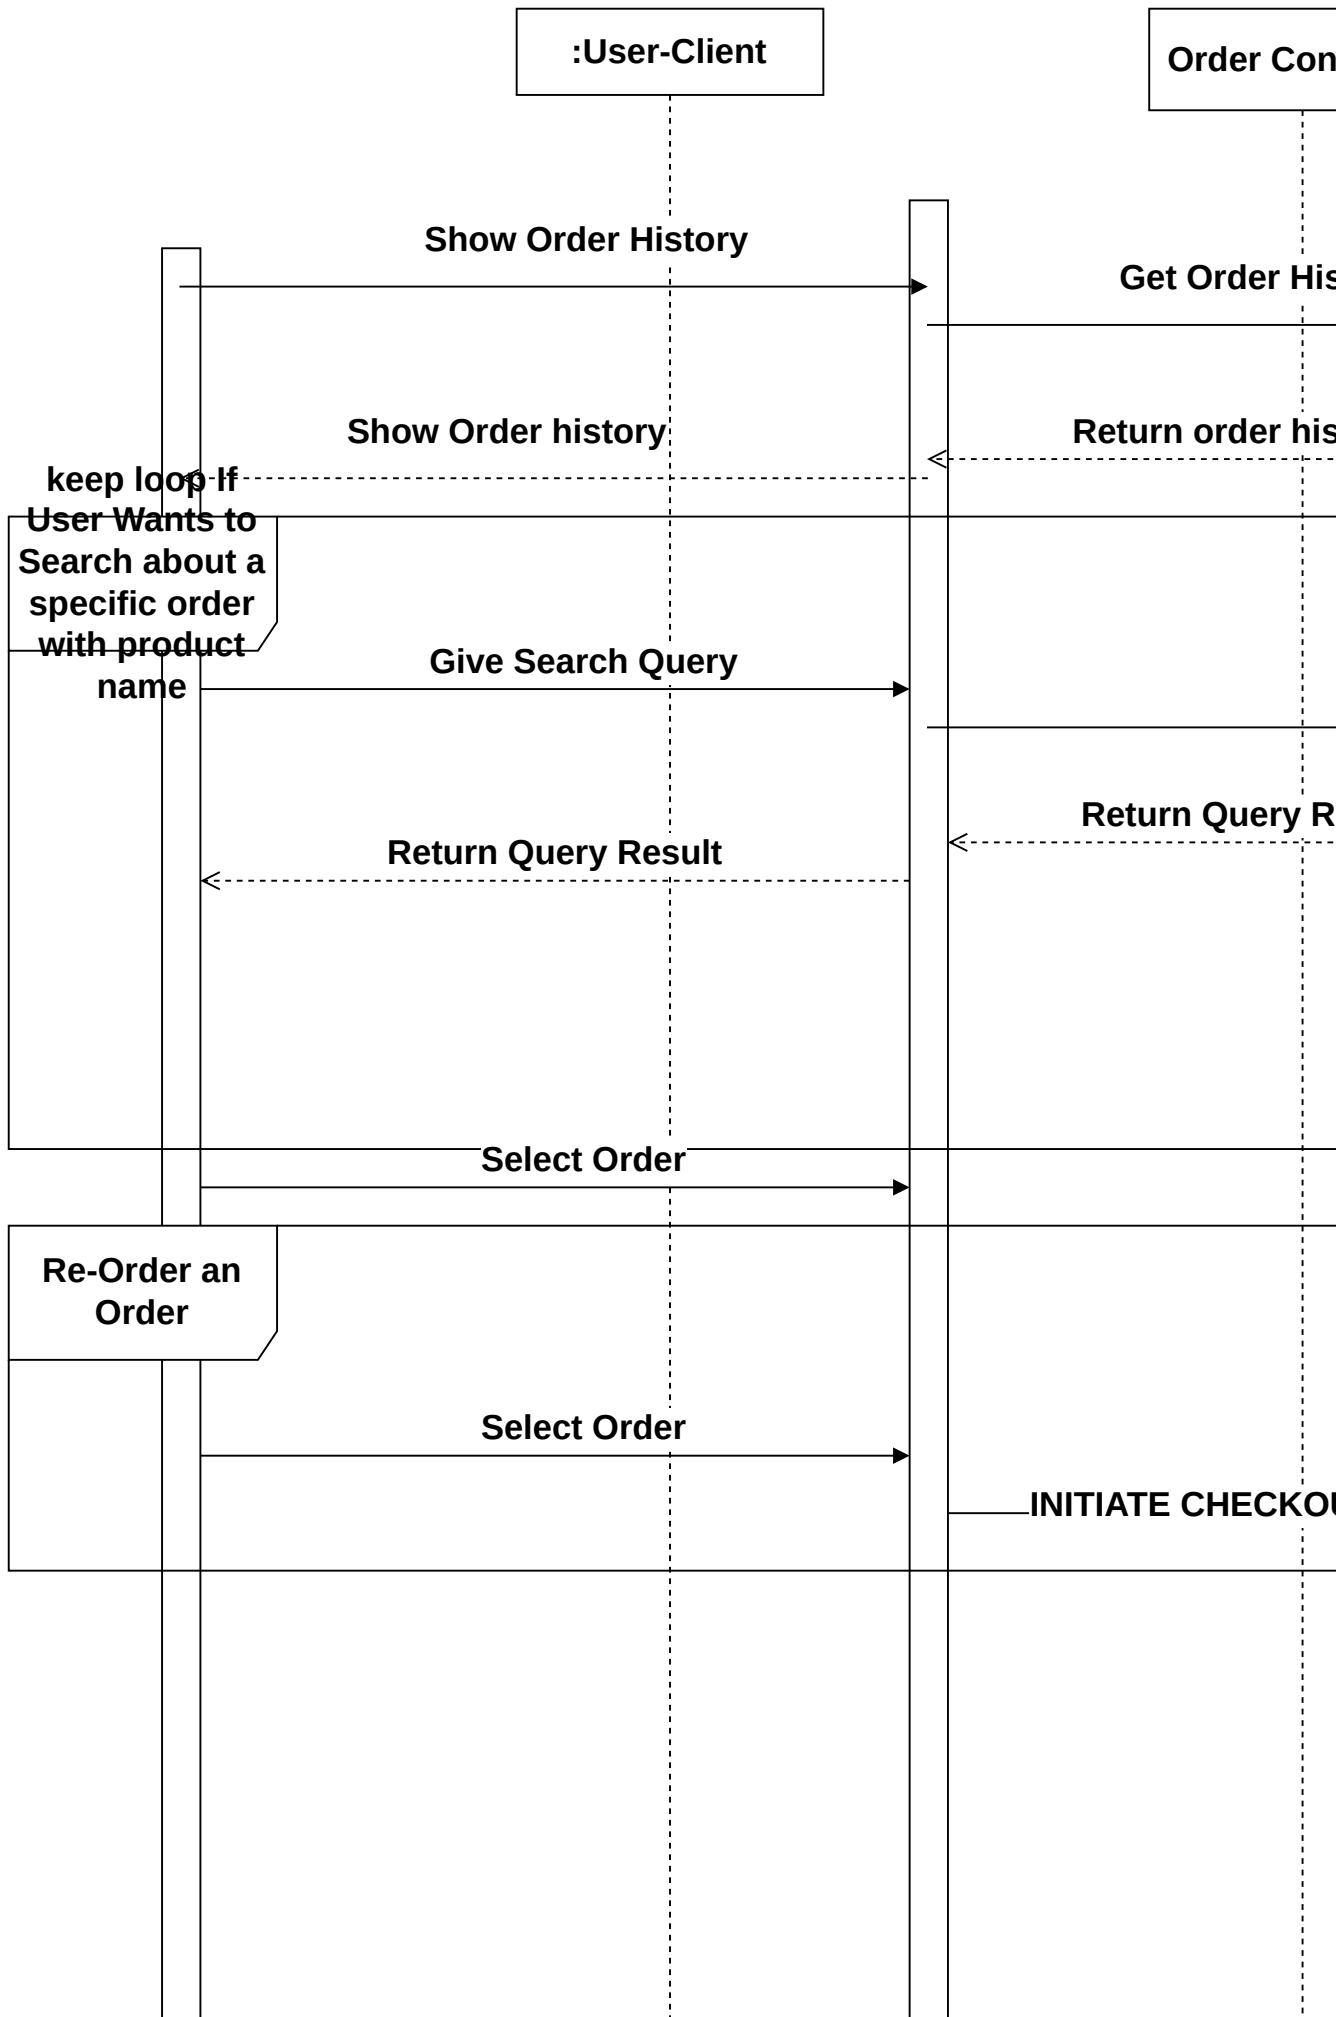 :User-Client
Order Con
Show Order History
Get Order His
Show Order history
Return order his
keep loop If
User Wants to
Search about a
specific order
with product
name
Give Search Query
Return Query R
Return Query Result
Select Order
Re-Order an
Order
Select Order
INITIATE CHECKOU